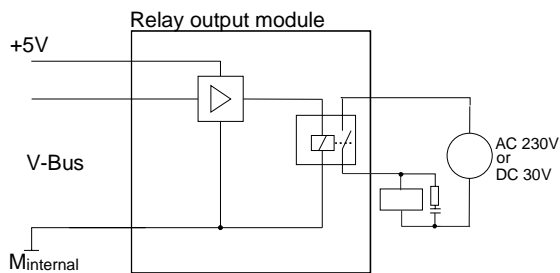 Relay output module
+5V
V-Bus
AC 230V
or
DC 30V
Minternal